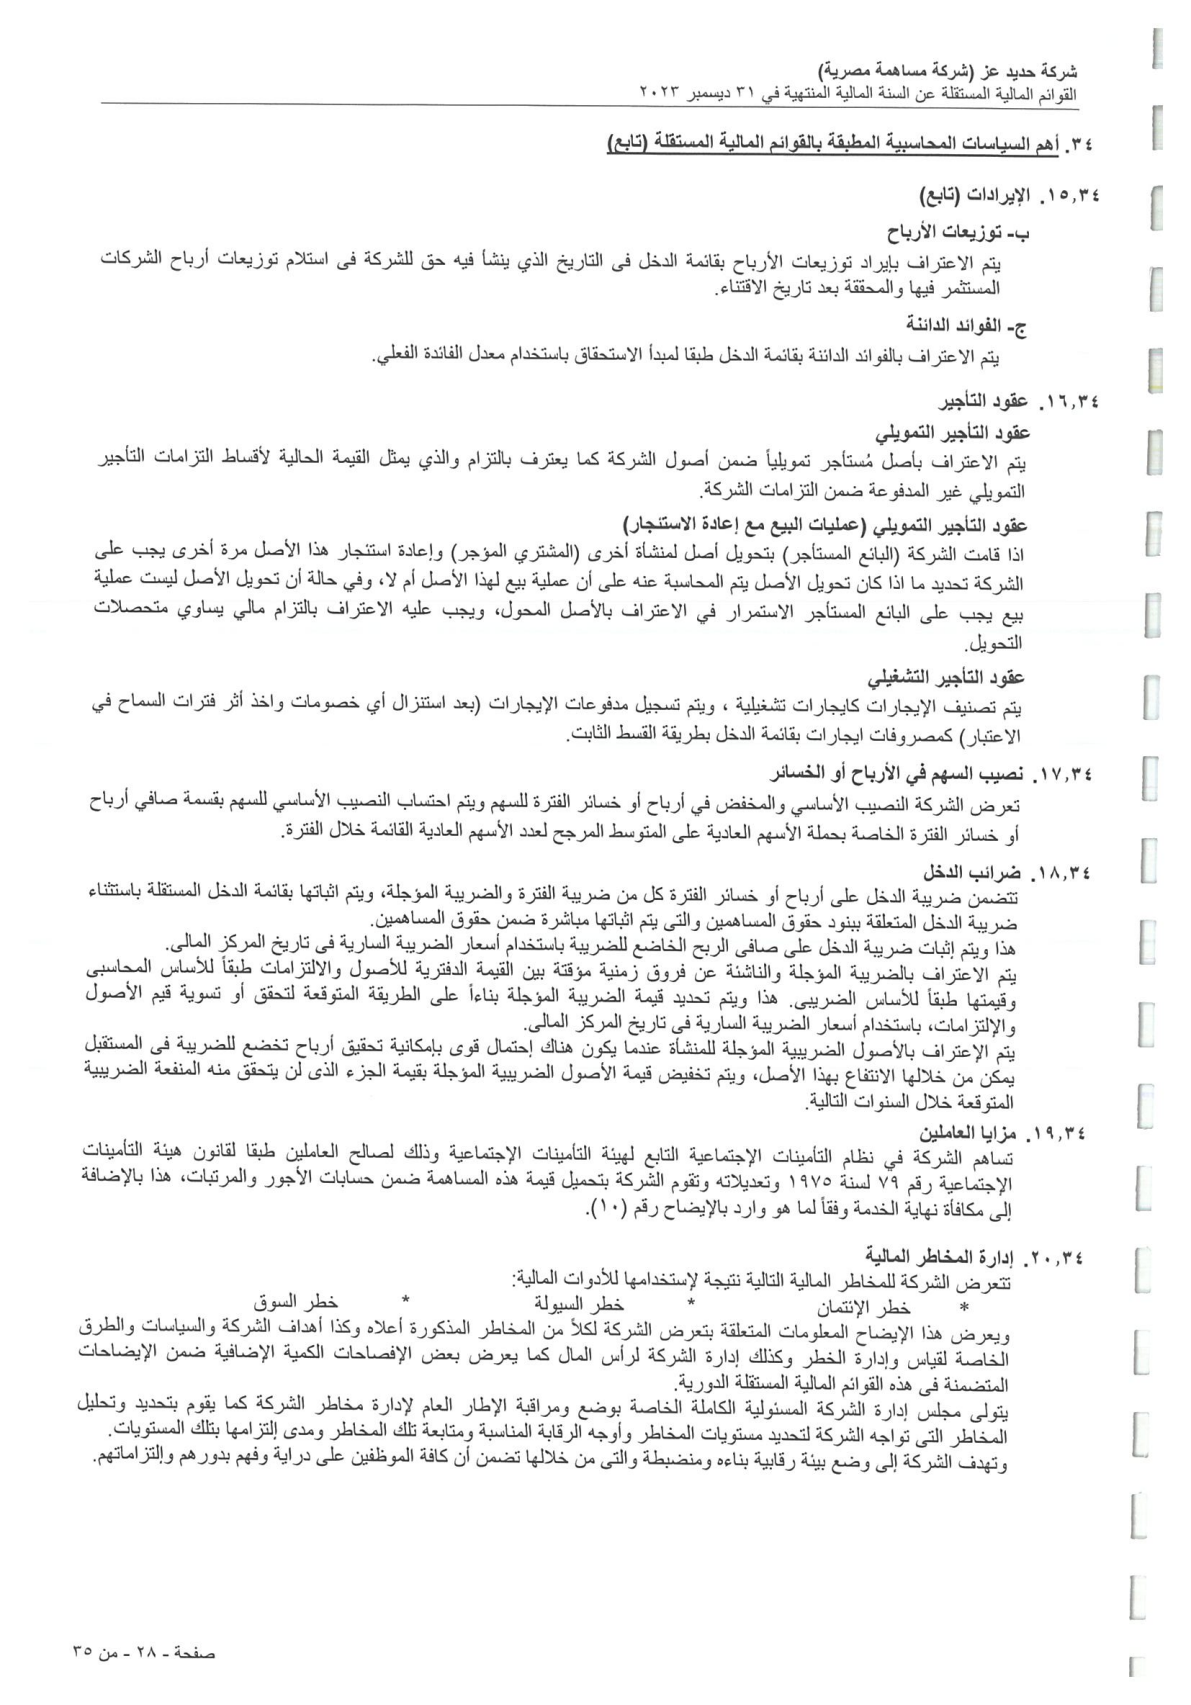 شركة حديد عز (شركة مساهمة مصرية)
القوائم المالية المستقلة عن السنة المالية المنتهية في ٣١ ديسمبر ٢٠٢٣
٣٤. أهم السياسات المحاسبية المطبقة بالقوائم المالية المستقلة (تابع)
١٥,٣٤. الإيرادات (تابع)
ب- توزيعات الأرباح
يتم الاعتراف بإيراد توزيعات الأرباح بقائمة الدخل فى التاريخ الذي ينشأ فيه حق للشركة فى استلام توزيعات أرباح الشركات
المستثمر فيها والمحققة بعد تاريخ الاقتناء.
ج- الفوائد الدائنة
يتم الاعتراف بالفوائد الدائنة بقائمة الدخل طبقا لمبدأ الاستحقاق باستخدام معدل الفائدة الفعلي.
١٦,٣٤. عقود التأجير
عقود التأجير التمويلي
يتم الاعتراف بأصل مُستأجر تمويلياً ضمن أصول الشركة كما يعترف بالتزام والذي يمثل القيمة الحالية لأقساط التزامات التأجير
التمويلي غير المدفوعة ضمن التزامات الشركة.
عقود التأجير التمويلي (عمليات البيع مع إعادة الاستئجار)
اذا قامت الشركة (البائع المستأجر) بتحويل أصل لمنشأة أخرى (المشتري المؤجر) وإعادة استئجار هذا الأصل مرة أخرى يجب على
الشركة تحديد ما اذا كان تحويل الأصل يتم المحاسبة عنه على أن عملية بيع لهذا الأصل أم لا، وفي حالة أن تحويل الأصل ليست عملية
بيع يجب على البائع المستأجر الاستمرار في الاعتراف بالأصل المحول، ويجب عليه الاعتراف بالتزام مالي يساوي متحصلات
التحويل.
عقود التأجير التشغيلي
يتم تصنيف الإيجارات كايجارات تشغيلية ، ويتم تسجيل مدفوعات الإيجارات (بعد استنزال أي خصومات واخذ أثر فترات السماح في
الاعتبار) كمصروفات ايجارات بقائمة الدخل بطريقة القسط الثابت.
١٧,٣٤. نصيب السهم في الأرباح أو الخسائر
تعرض الشركة النصيب الأساسي والمخفض في أرباح أو خسائر الفترة للسهم ويتم احتساب النصيب الأساسي للسهم بقسمة صافي أرباح
أو خسائر الفترة الخاصة بحملة الأسهم العادية على المتوسط المرجح لعدد الأسهم العادية القائمة خلال الفترة.
١٨,٣٤. ضرائب الدخل
تتضمن ضريبة الدخل على أرباح أو خسائر الفترة كل من ضريبة الفترة والضريبة المؤجلة، ويتم اثباتها بقائمة الدخل المستقلة باستثناء
ضريبة الدخل المتعلقة ببنود حقوق المساهمين والتى يتم اثباتها مباشرة ضمن حقوق المساهمين.
هذا ويتم إثبات ضريبة الدخل على صافى الربح الخاضع للضريبة باستخدام أسعار الضريبة السارية فى تاريخ المركز المالى.
يتم الاعتراف بالضريبة المؤجلة والناشئة عن فروق زمنية مؤقتة بين القيمة الدفترية للأصول والالتزامات طبقاً للأساس المحاسبى
وقيمتها طبقاً للأساس الضريبى. هذا ويتم تحديد قيمة الضريبة المؤجلة بناءاً على الطريقة المتوقعة لتحقق أو تسوية قيم الأصول
والإلتزامات، باستخدام أسعار الضريبة السارية فى تاريخ المركز المالى.
يتم الإعتراف بالأصول الضريبية المؤجلة للمنشأة عندما يكون هناك إحتمال قوى بإمكانية تحقيق أرباح تخضع للضريبة فى المستقبل
يمكن من خلالها الانتفاع بهذا الأصل، ويتم تخفيض قيمة الأصول الضريبية المؤجلة بقيمة الجزء الذى لن يتحقق منه المنفعة الضريبية
المتوقعة خلال السنوات التالية.
١٩,٣٤. مزايا العاملين
تساهم الشركة في نظام التأمينات الإجتماعية التابع لهيئة التأمينات الإجتماعية وذلك لصالح العاملين طبقا لقانون هيئة التأمينات
الإجتماعية رقم ٧٩ لسنة ١٩٧٥ وتعديلاته وتقوم الشركة بتحميل قيمة هذه المساهمة ضمن حسابات الأجور والمرتبات، هذا بالإضافة
إلى مكافأة نهاية الخدمة وفقاً لما هو وارد بالإيضاح رقم (١٠).
٢٠,٣٤. إدارة المخاطر المالية
تتعرض الشركة للمخاطر المالية التالية نتيجة لإستخدامها للأدوات المالية:
* خطر الإئتمان * خطر السيولة * خطر السوق
ويعرض هذا الإيضاح المعلومات المتعلقة بتعرض الشركة لكلاً من المخاطر المذكورة أعلاه وكذا أهداف الشركة والسياسات والطرق
الخاصة لقياس وإدارة الخطر وكذلك إدارة الشركة لرأس المال كما يعرض بعض الإفصاحات الكمية الإضافية ضمن الإيضاحات
المتضمنة فى هذه القوائم المالية المستقلة الدورية.
يتولى مجلس إدارة الشركة المسئولية الكاملة الخاصة بوضع ومراقبة الإطار العام لإدارة مخاطر الشركة كما يقوم بتحديد وتحليل
المخاطر التى تواجه الشركة لتحديد مستويات المخاطر وأوجه الرقابة المناسبة ومتابعة تلك المخاطر ومدى إلتزامها بتلك المستويات.
وتهدف الشركة إلى وضع بيئة رقابية بناءه ومنضبطة والتى من خلالها تضمن أن كافة الموظفين على دراية وفهم بدورهم وإلتزاماتهم.
صفحة - ٢٨ - من ٣٥